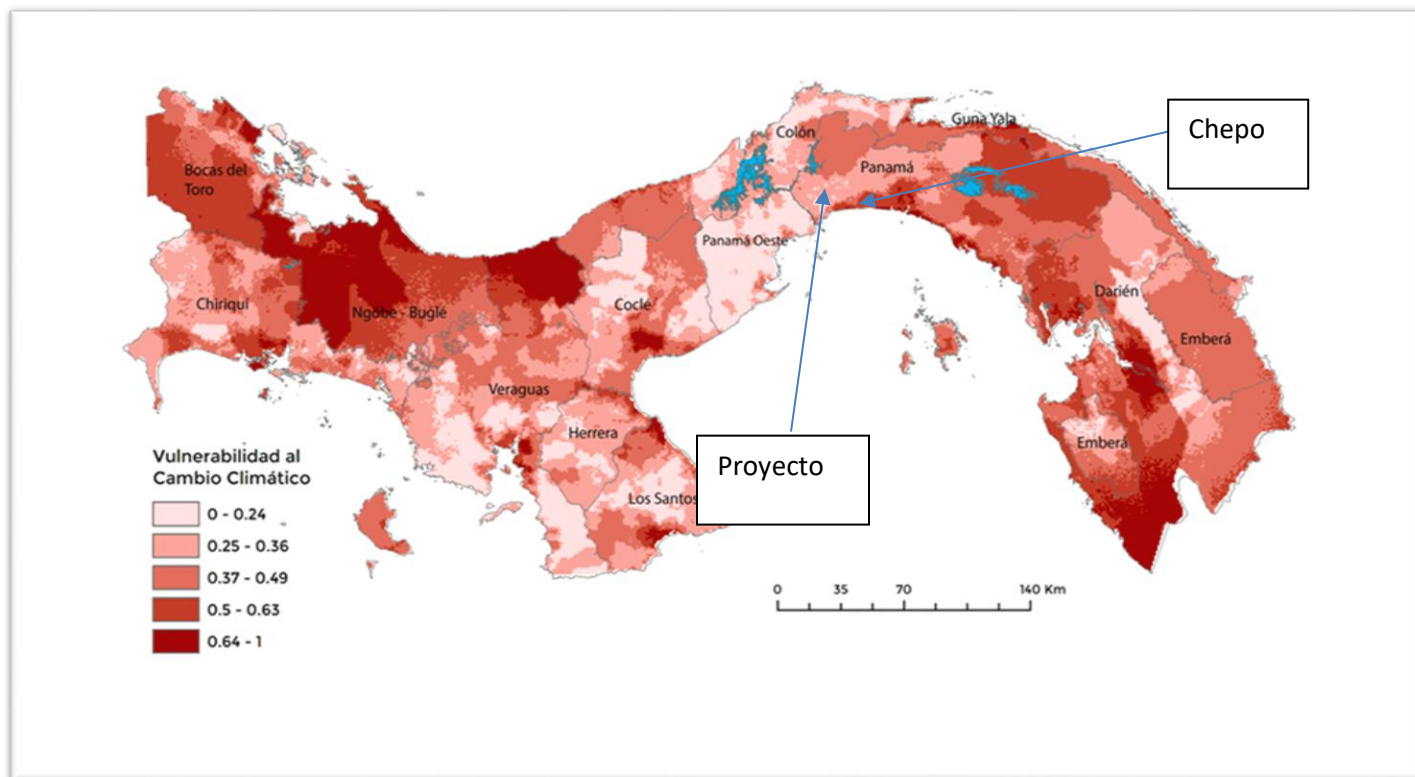 Chepo
Guna Yala
Colón
Panamá
Bocas del
Toro
Panamá Oeste
Darién
Chiriquí
Ngöbe - Buglé
Coclé
Emberá
Veraguas
Herrera
Emberá
Proyecto
Los Santos
Vulnerabilidad al
Cambio Climático
0 - 0.24
0.25 - 0.36
0.37 - 0.49
0.5 - 0.63
0.64 - 1
0 35 70 140 Km